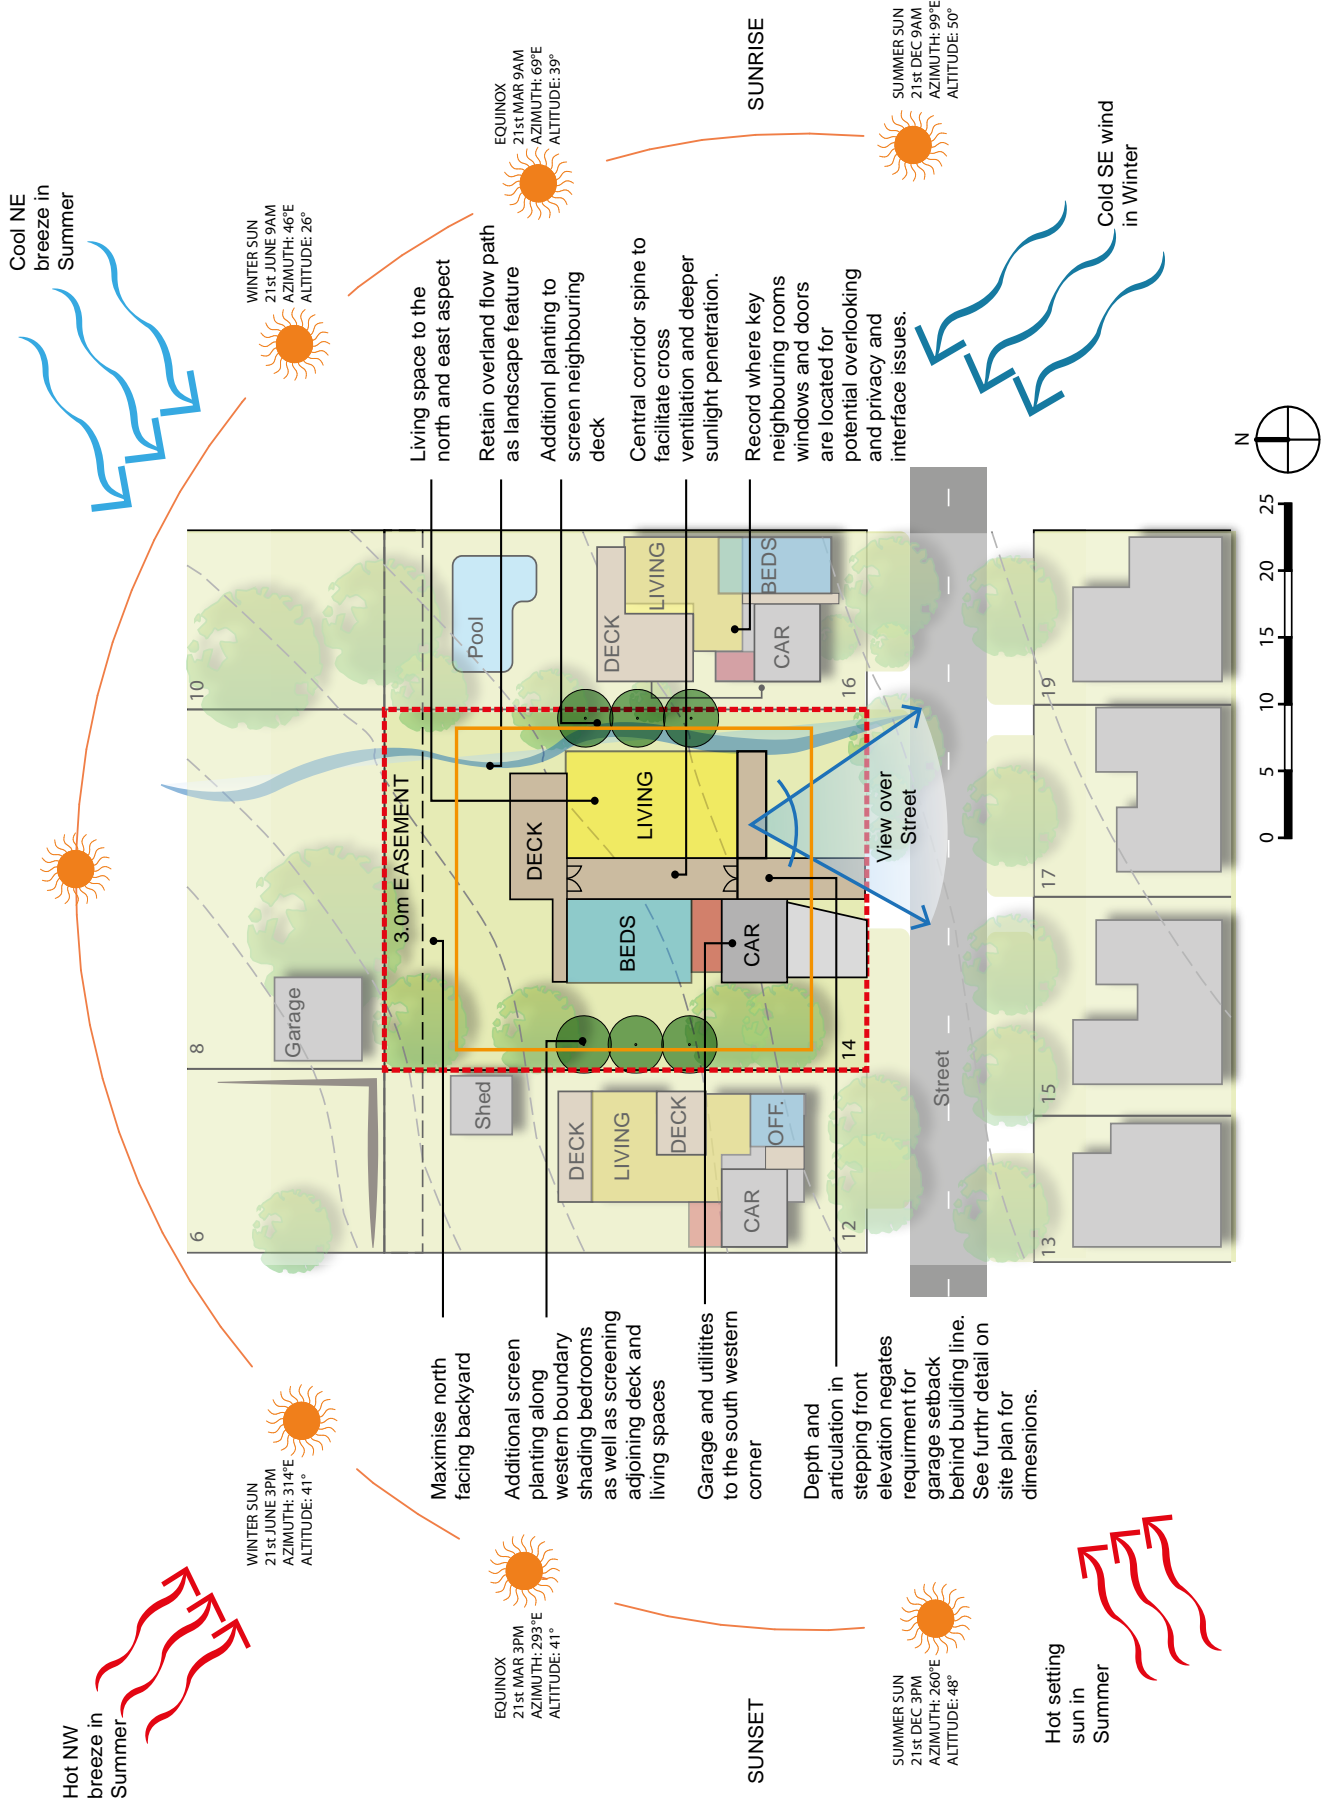 Hot NW
breeze in
Summer
Cool NE
breeze in
Summer
WINTER SUN
21st JUNE 3PM
AZIMUTH: 314°E
ALTITUDE: 41°
WINTER SUN
21st JUNE 9AM
AZIMUTH: 46°E
ALTITUDE: 26°
EQUINOX
21st MAR 3PM
AZIMUTH: 293°E
ALTITUDE: 41°
EQUINOX
21st MAR 9AM
AZIMUTH: 69°E
ALTITUDE: 39°
SUNSET
SUNRISE
SUMMER SUN
21st DEC 3PM
AZIMUTH: 260°E
ALTITUDE: 48°
SUMMER SUN
21st DEC 9AM
AZIMUTH: 99°E
ALTITUDE: 50°
Hot setting
sun in
Summer
Cold SE wind
in Winter
Maximise north
facing backyard
Additional screen
planting along
western boundary
shading bedrooms
as well as screening
adjoining deck and
living spaces
Garage and utilitites
to the south western
corner
Depth and
articulation in
stepping front
elevation negates
requirment for
garage setback
behind building line.
See furthr detail on
site plan for
dimesnions.
Living space to the
north and east aspect
Retain overland flow path
as landscape feature
Additionl planting to
screen neighbouring
deck
Central corridor spine to
facilitate cross
ventilation and deeper
sunlight penetration.
Record where key
neighbouring rooms
windows and doors
are located for
potential overlooking
and privacy and
interface issues.
6
8
10
Garage
3.0m EASEMENT
Shed
Pool
DECK
LIVING
DECK
OFF.
CAR
12
DECK
LIVING
BEDS
CAR
14
DECK
LIVING
BEDS
CAR
16
View over
Street
Street
13
15
17
19
0
5
10
15
20
25
N